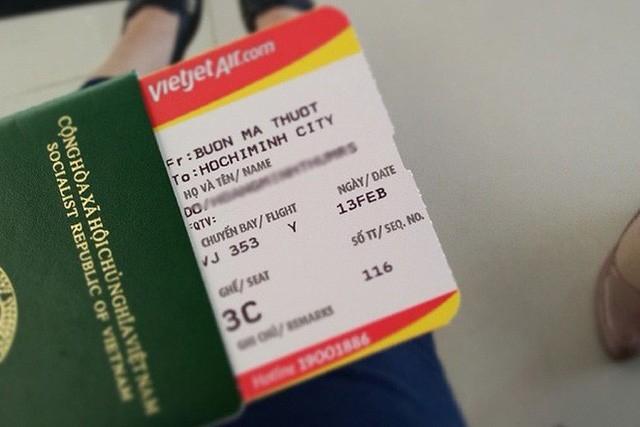 CỘNG HÒA XÃ HỘI CHỦ NGHĨA VIỆT NAM
SOCIALIST REPUBLIC OF VIETNAM
VietjetAir.com
Fr:BUON MA THUOT
To:HOCHIMINH CITY
HỌ VÀ TÊN/ NAME
DO
QTV:
CHUYẾN BAY/ FLIGHT
NGÀY/ DATE
VJ 353 Y
13FEB
GHẾ/ SEAT
SỐ TT/ SEQ. NO.
3C
116
GHI CHÚ/ REMARKS
Hotline 19001886